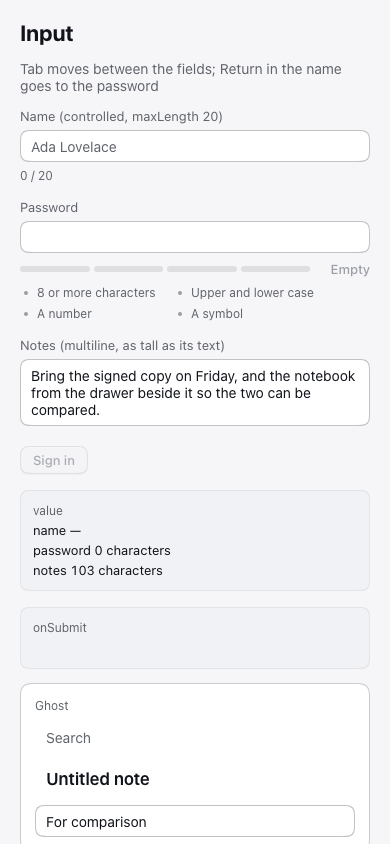 Input
Tab moves between the fields; Return in the name
goes to the password
Name (controlled, maxLength 20)
Ada Lovelace
0 / 20
Password
Empty
• 8 or more characters
• Upper and lower case
• A number
• A symbol
Notes (multiline, as tall as its text)
Bring the signed copy on Friday, and the notebook
from the drawer beside it so the two can be
compared.
Sign in
value
name —
password 0 characters
notes 103 characters
onSubmit
Ghost
Search
Untitled note
For comparison